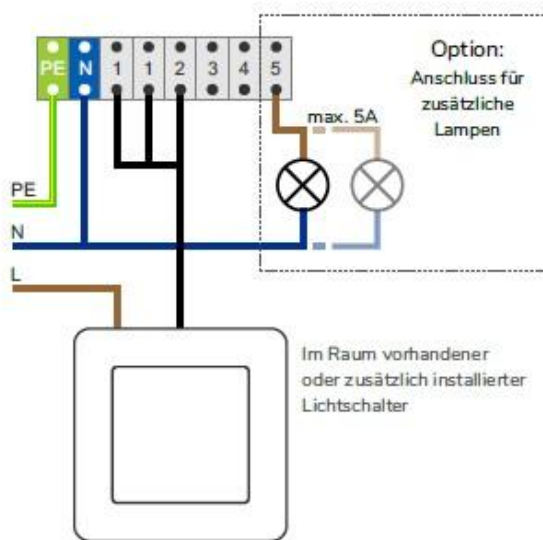 PE N 1 1 2 3 4 5
Option:
Anschluss für
zusätzliche
Lampen
max. 5A
PE
N
L
Im Raum vorhandener
oder zusätzlich installierter
Lichtschalter